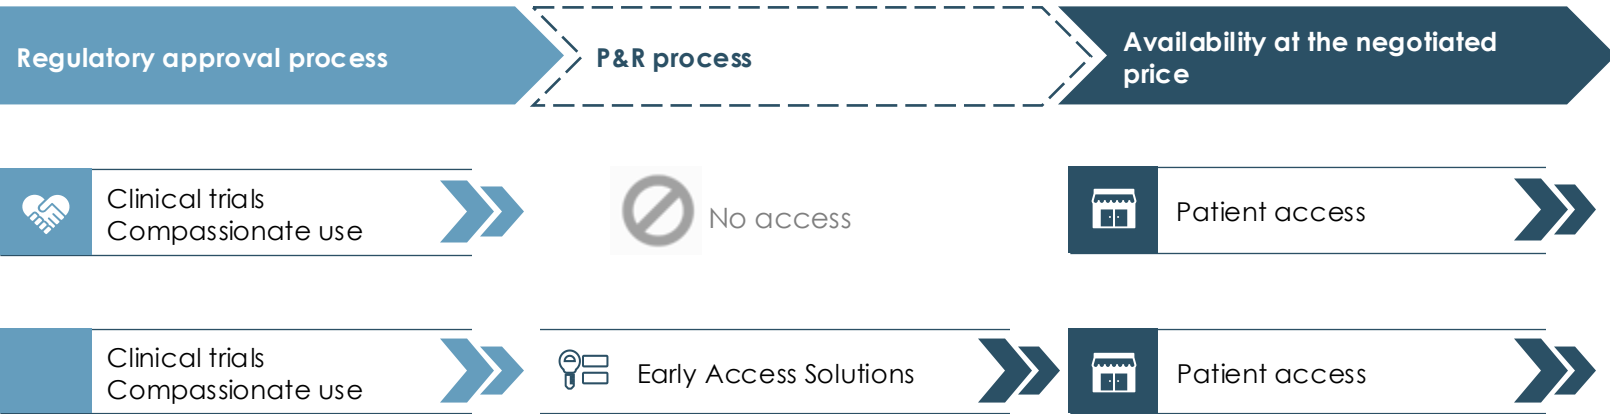 Regulatory approval process
P&R process
Availability at the negotiated
price
Clinical trials
Compassionate use
No access
Patient access
Clinical trials
Compassionate use
Early Access Solutions
Patient access